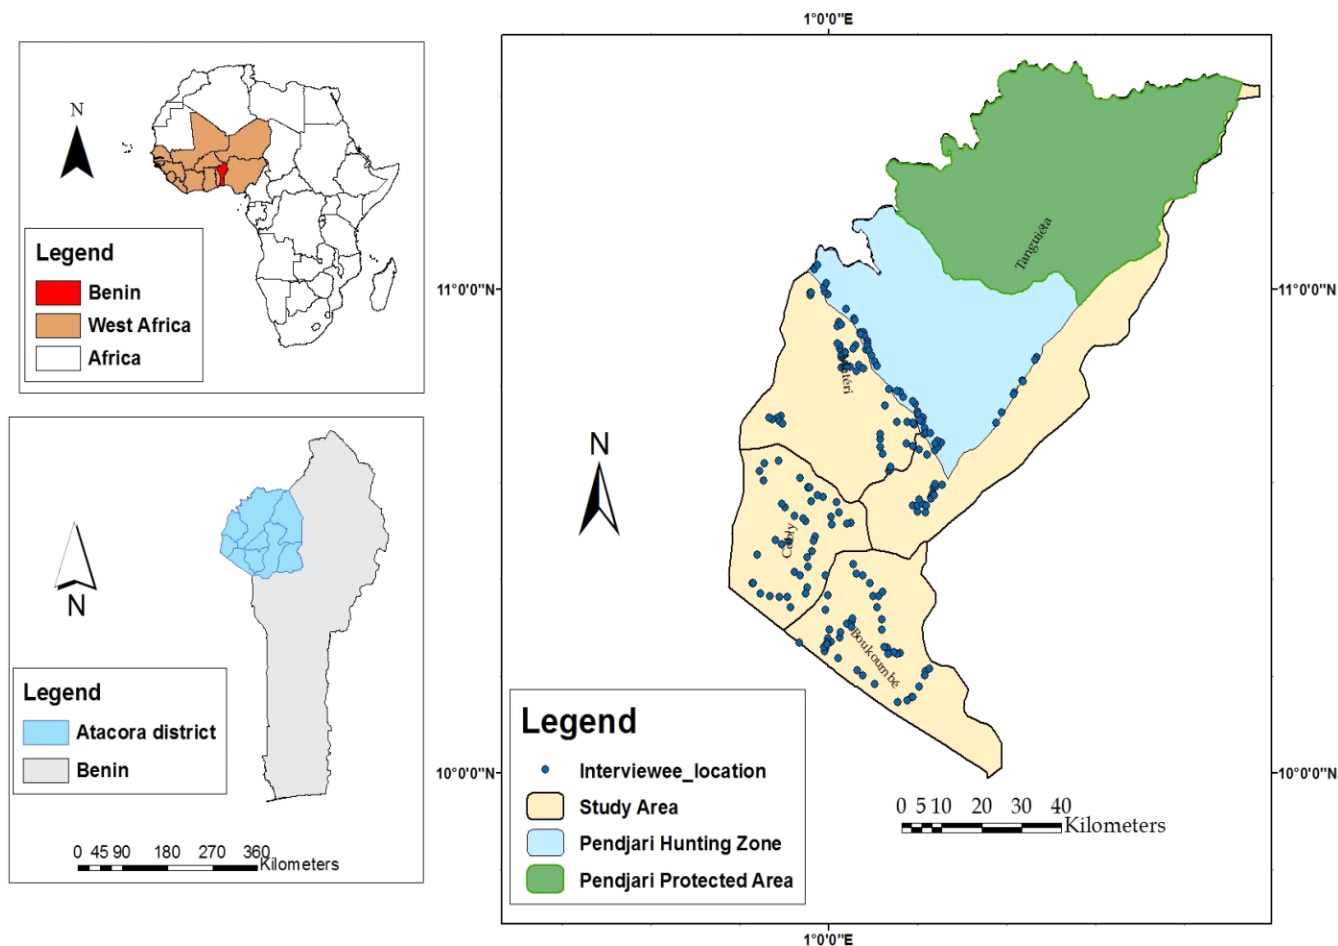 N
Legend
Benin
West Africa
Africa
N
Legend
Atacora district
Benin
0 45 90 180 270 360
Kilometers
1°0'0"E
11°0'0"N
11°0'0"N
Tanguiéta
N
Cobly
Boukoumbé
10°0'0"N
10°0'0"N
Legend
Interviewee_location
Study Area
Pendjari Hunting Zone
Pendjari Protected Area
0 5 10 20 30 40
Kilometers
1°0'0"E